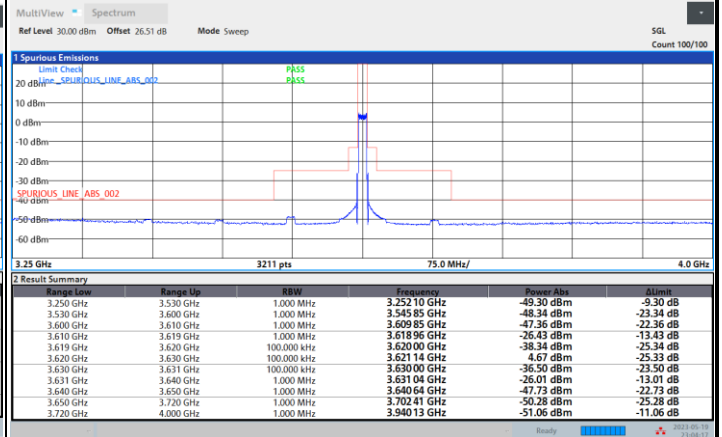 MultiView Spectrum
Ref Level 30.00 dBm Offset 26.51 dB Mode Sweep SGL
Count 100/100
1 Spurious Emissions
Limit Check PASS
Line _SPURIOUS_LINE_ABS_002 PASS
20 dBm
10 dBm
0 dBm
-10 dBm
-20 dBm
-30 dBm
SPURIOUS_LINE_ABS_002
-40 dBm
-50 dBm
-60 dBm
3.25 GHz 3211 pts 75.0 MHz/ 4.0 GHz
2 Result Summary
Range Low Range Up RBW Frequency Power Abs ΔLimit
3.250 GHz 3.530 GHz 1.000 MHz 3.252 10 GHz -49.30 dBm -9.30 dB
3.530 GHz 3.600 GHz 1.000 MHz 3.545 85 GHz -48.34 dBm -23.34 dB
3.600 GHz 3.610 GHz 1.000 MHz 3.609 85 GHz -47.36 dBm -22.36 dB
3.610 GHz 3.619 GHz 1.000 MHz 3.618 96 GHz -26.43 dBm -13.43 dB
3.619 GHz 3.620 GHz 100.000 kHz 3.620 00 GHz -38.34 dBm -25.34 dB
3.620 GHz 3.630 GHz 100.000 kHz 3.621 14 GHz 4.67 dBm -25.33 dB
3.630 GHz 3.631 GHz 100.000 kHz 3.630 00 GHz -36.50 dBm -23.50 dB
3.631 GHz 3.640 GHz 1.000 MHz 3.631 04 GHz -26.01 dBm -13.01 dB
3.640 GHz 3.650 GHz 1.000 MHz 3.640 64 GHz -47.73 dBm -22.73 dB
3.650 GHz 3.720 GHz 1.000 MHz 3.702 41 GHz -50.28 dBm -25.28 dB
3.720 GHz 4.000 GHz 1.000 MHz 3.940 13 GHz -51.06 dBm -11.06 dB
Ready